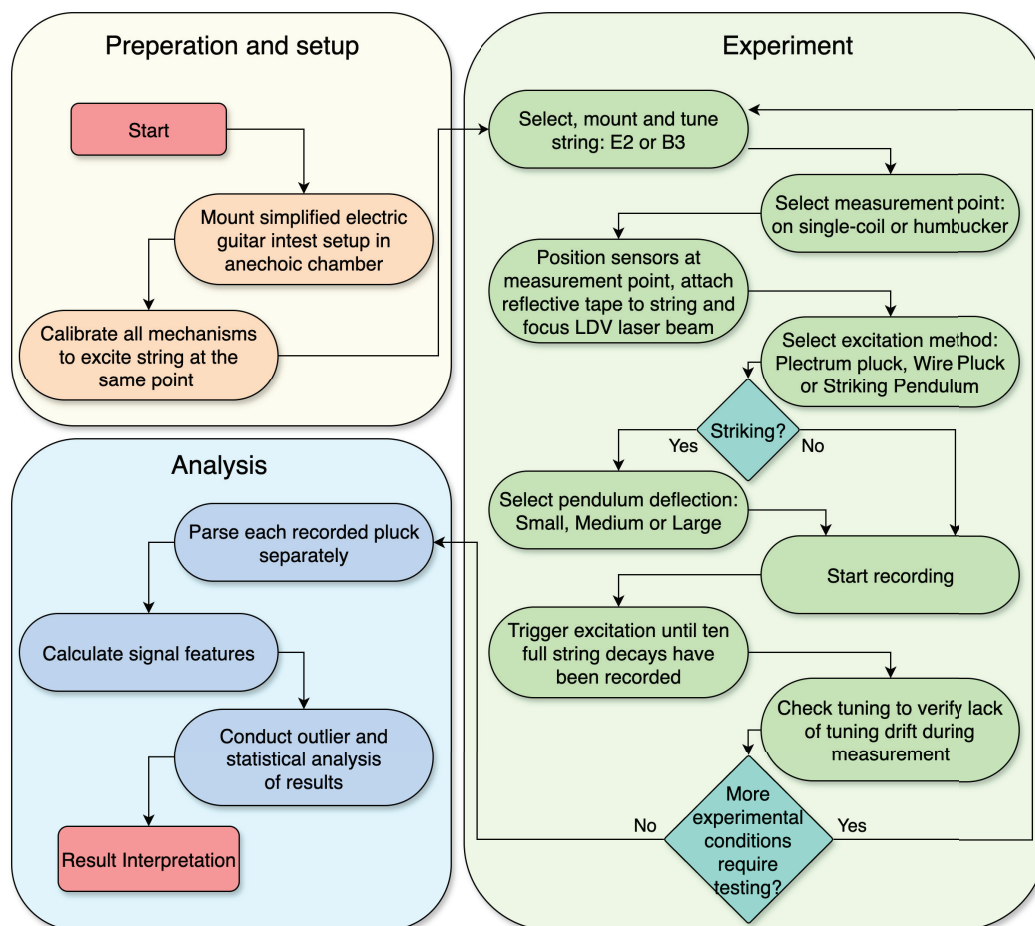 Preperation and setup
Start
Mount simplified electric
guitar intest setup in
anechoic chamber
Calibrate all mechanisms
to excite string at the
same point
Experiment
Select, mount and tune
string: E2 or B3
Select measurement point:
on single-coil or humbucker
Position sensors at
measurement point, attach
reflective tape to string and
focus LDV laser beam
Select excitation method:
Plectrum pluck, Wire Pluck
or Striking Pendulum
Striking?
Yes
No
Select pendulum deflection:
Small, Medium or Large
Start recording
Trigger excitation until ten
full string decays have
been recorded
Check tuning to verify lack
of tuning drift during
measurement
More
experimental
conditions
require
testing?
No
Yes
Analysis
Parse each recorded pluck
separately
Calculate signal features
Conduct outlier and
statistical analysis
of results
Result Interpretation